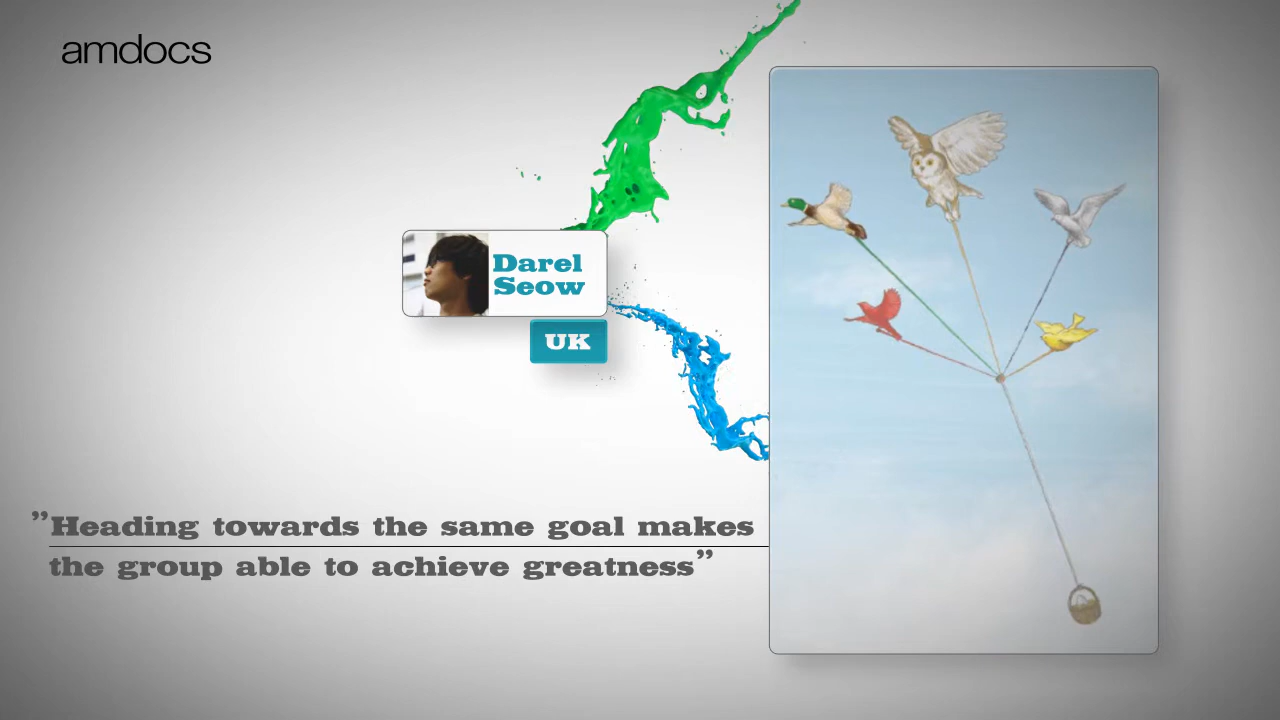 amdocs
Darel
Seow
UK
”Heading towards the same goal makes
the group able to achieve greatness”